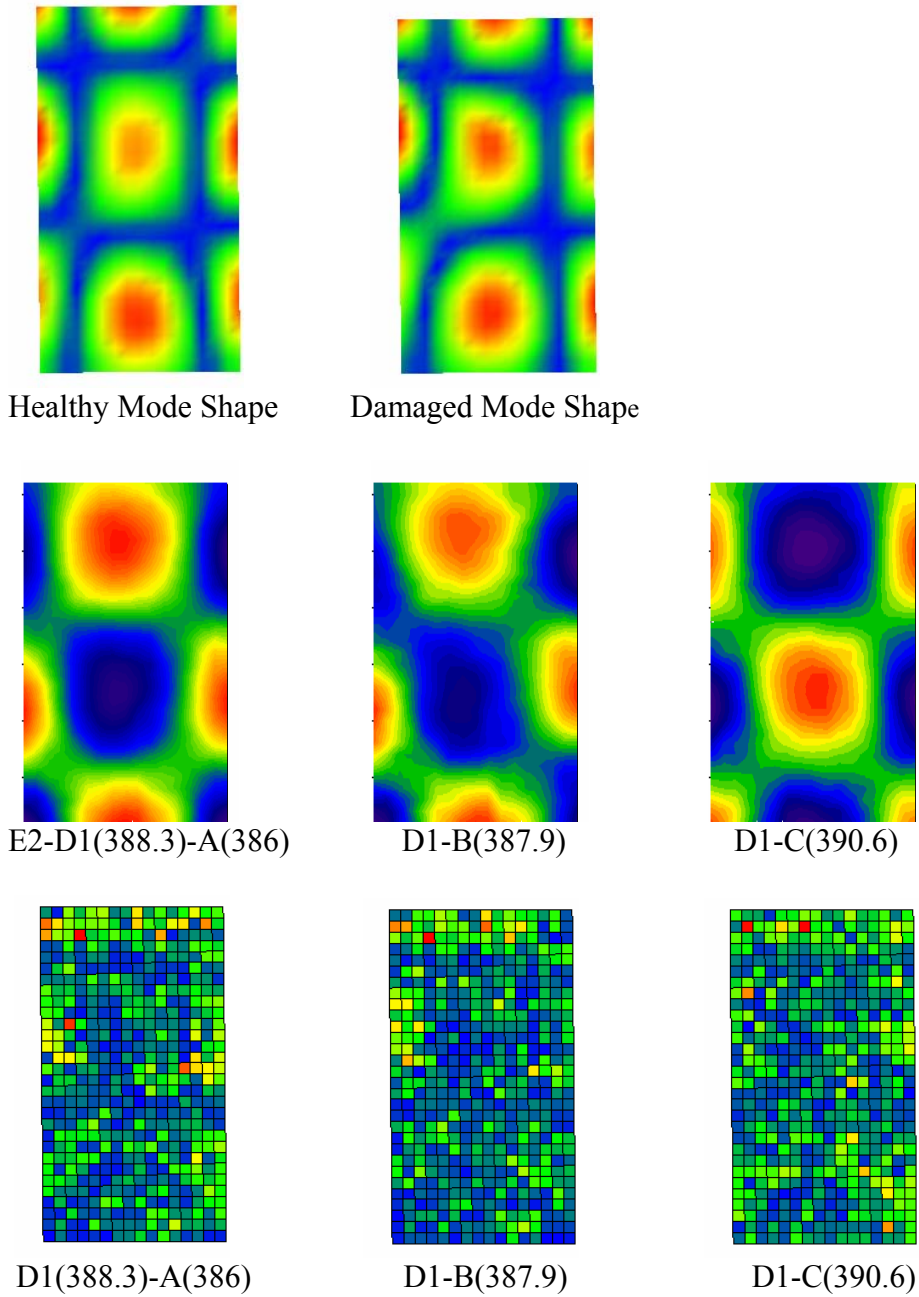 Healthy Mode Shape
Damaged Mode Shape
E2-D1(388.3)-A(386)
D1-B(387.9)
D1-C(390.6)
D1(388.3)-A(386)
D1-B(387.9)
D1-C(390.6)